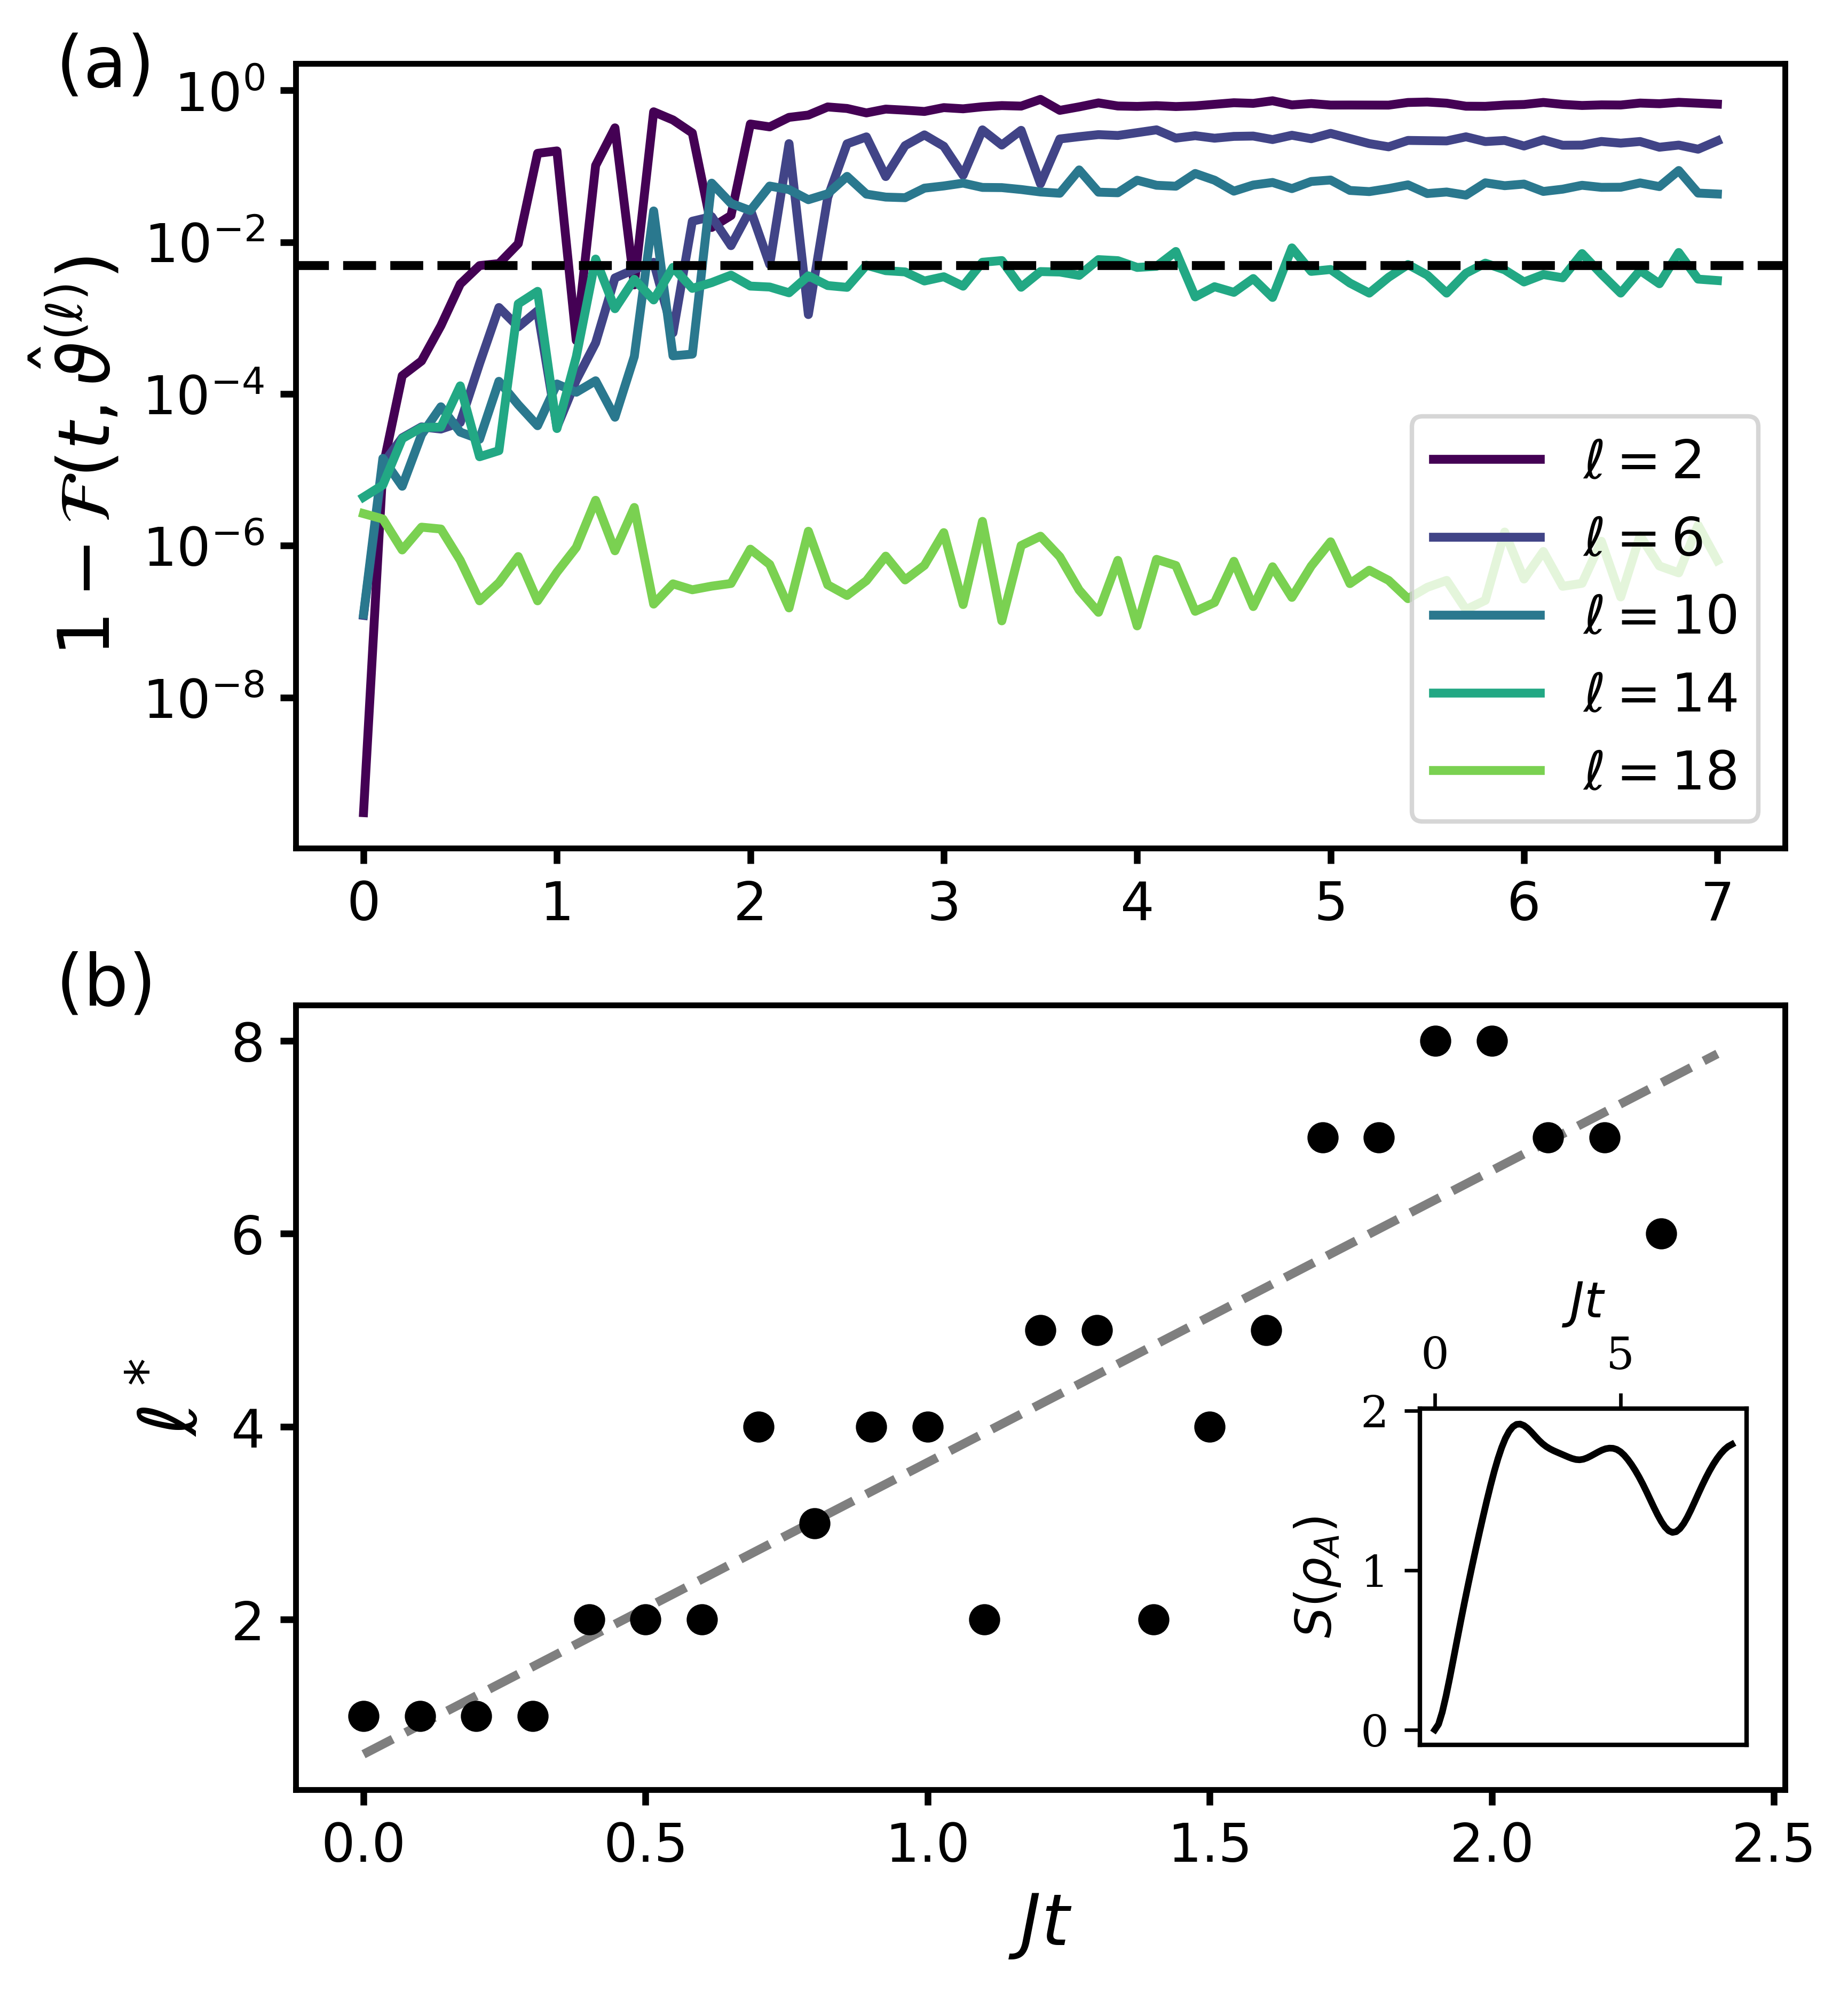 (a)
1 − 𝓕(t, ϑ̂^(ℓ))
10^0
10^−2
10^−4
10^−6
10^−8
ℓ = 2
ℓ = 6
ℓ = 10
ℓ = 14
ℓ = 18
0 1 2 3 4 5 6 7
(b)
ℓ*
8
6
4
2
Jt
0 5
S(ρ_A)
2
1
0
0.0 0.5 1.0 1.5 2.0 2.5
Jt